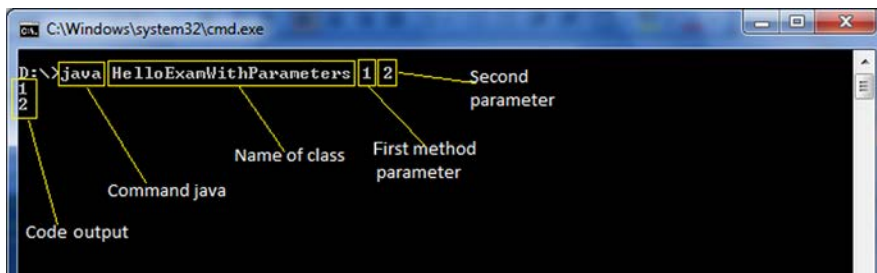 C:\Windows\system32\cmd.exe
D:\>java HelloExamWithParameters 1 2
1
2
Second
parameter
Name of class
First method
parameter
Command java
Code output